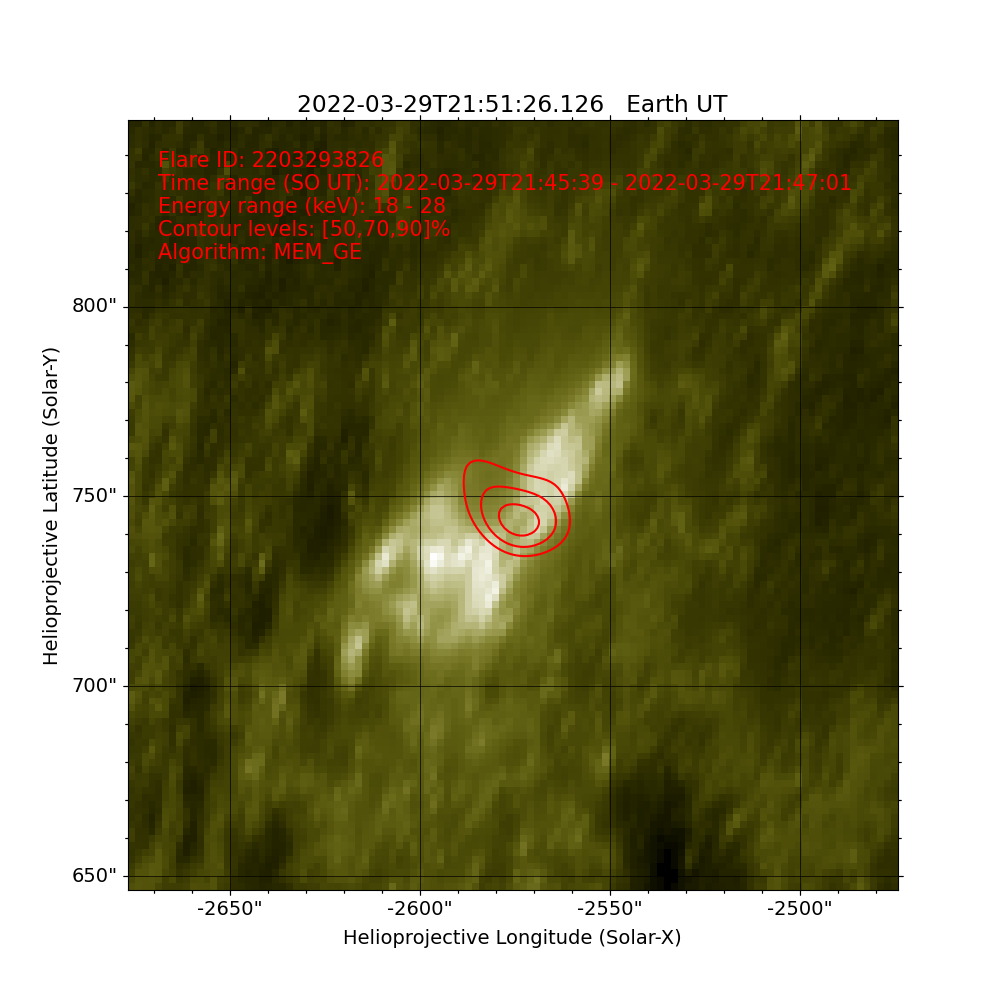 2022-03-29T21:51:26.126   Earth UT
Flare ID: 2203293826
Time range (SO UT): 2022-03-29T21:45:39 - 2022-03-29T21:47:01
Energy range (keV): 18 - 28
Contour levels: [50,70,90]%
Algorithm: MEM_GE
800"
750"
700"
650"
Helioprojective Latitude (Solar-Y)
-2650" -2600" -2550" -2500"
Helioprojective Longitude (Solar-X)